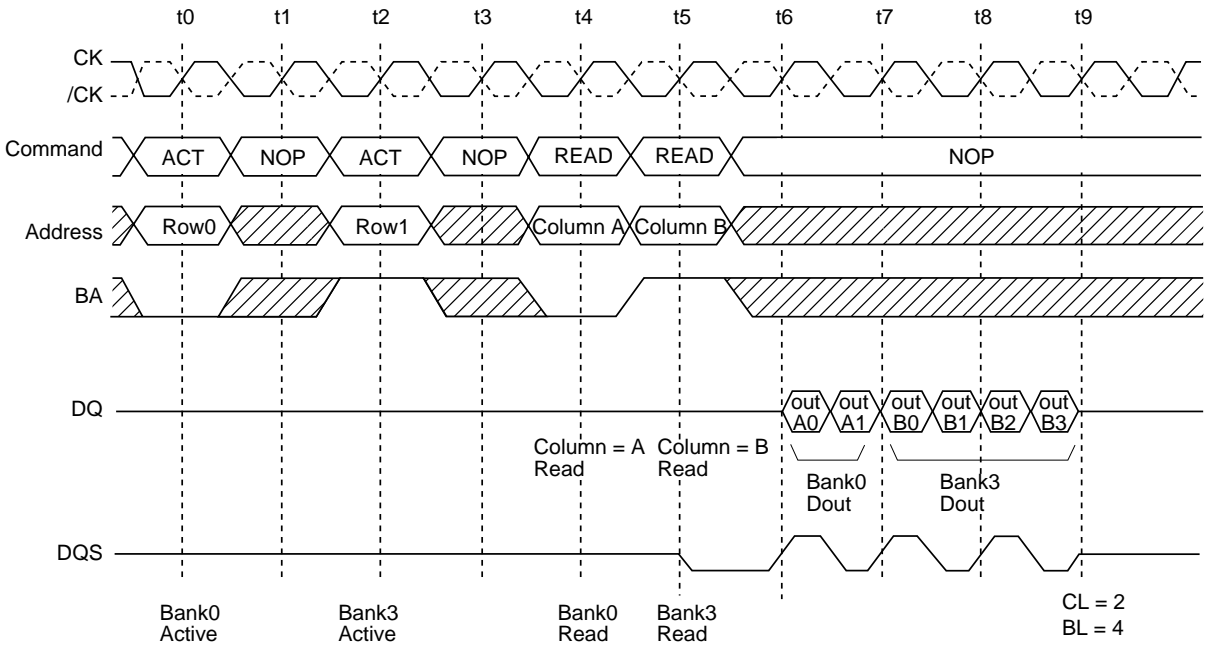 t0 t1 t2 t3 t4 t5 t6 t7 t8 t9
CK
/CK
Command ACT NOP ACT NOP READ READ NOP
Address Row0 Row1 Column A Column B
BA
DQ out out out out out out
A0 A1 B0 B1 B2 B3
Column = A Column = B
Read Read
Bank0 Bank3
Dout Dout
DQS
Bank0 Bank3 Bank0 Bank3 CL = 2
Active Active Read Read BL = 4